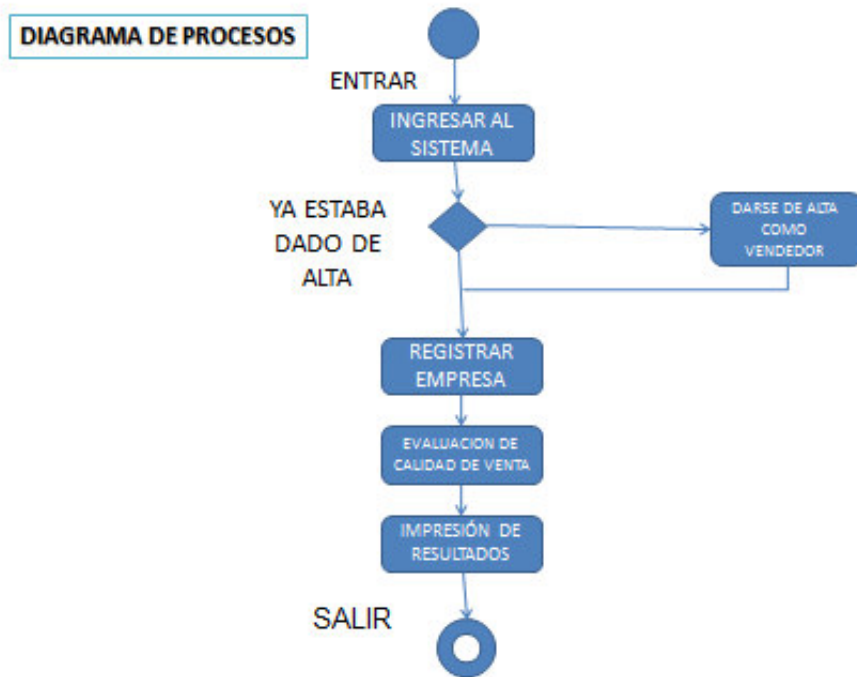 DIAGRAMA DE PROCESOS
ENTRAR
INGRESAR AL
SISTEMA
YA ESTABA
DADO DE
ALTA
DARSE DE ALTA
COMO
VENDEDOR
REGISTRAR
EMPRESA
EVALUACION DE
CALIDAD DE VENTA
IMPRESIÓN DE
RESULTADOS
SALIR